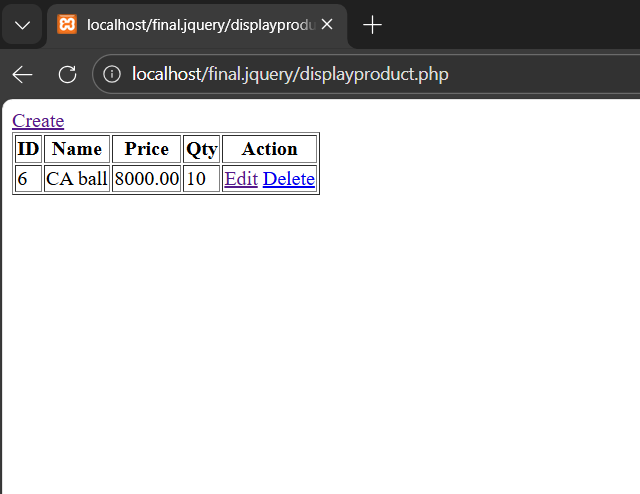 localhost/final.jquery/displayprodu
localhost/final.jquery/displayproduct.php
Create
ID Name Price Qty Action
6 CA ball 8000.00 10 Edit Delete